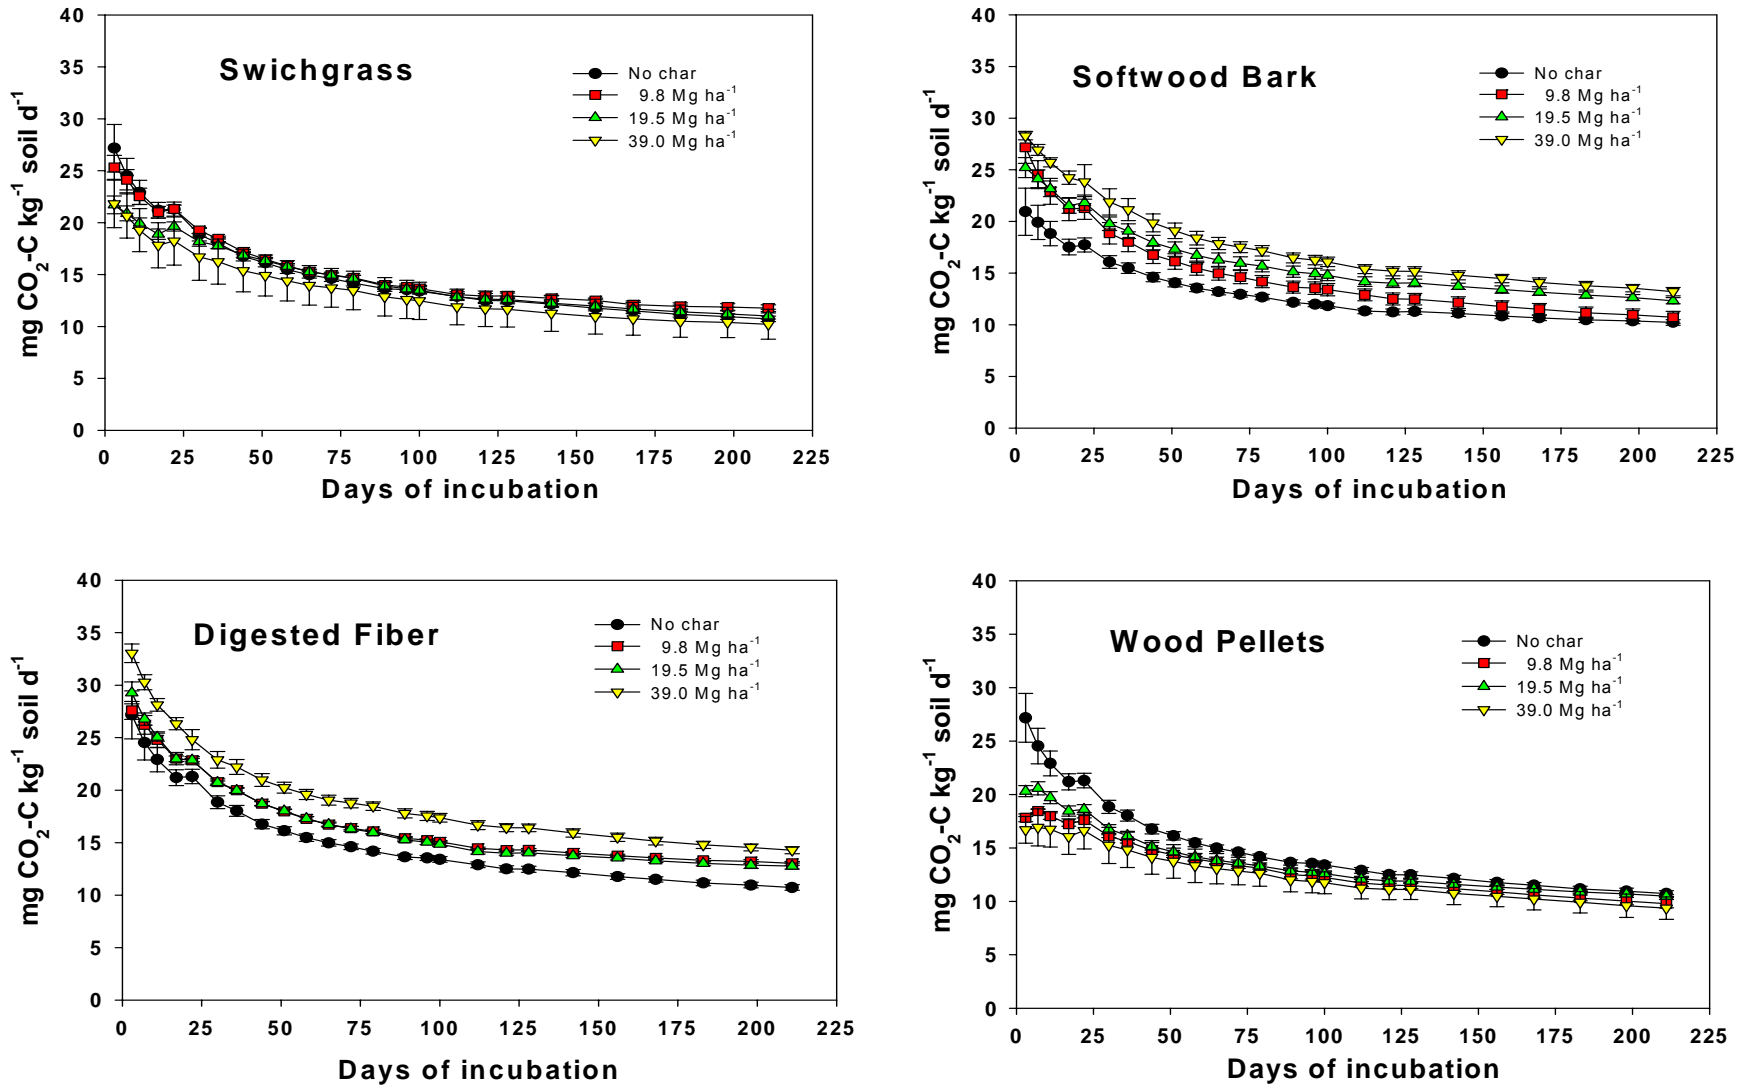 Swichgrass
No char
9.8 Mg ha⁻¹
19.5 Mg ha⁻¹
39.0 Mg ha⁻¹
mg CO₂-C kg⁻¹ soil d⁻¹
40
35
30
25
20
15
10
5
0
0 25 50 75 100 125 150 175 200 225
Days of incubation
Softwood Bark
No char
9.8 Mg ha⁻¹
19.5 Mg ha⁻¹
39.0 Mg ha⁻¹
mg CO₂-C kg⁻¹ soil d⁻¹
40
35
30
25
20
15
10
5
0
0 25 50 75 100 125 150 175 200 225
Days of incubation
Digested Fiber
No char
9.8 Mg ha⁻¹
19.5 Mg ha⁻¹
39.0 Mg ha⁻¹
mg CO₂-C kg⁻¹ soil d⁻¹
40
35
30
25
20
15
10
5
0
0 25 50 75 100 125 150 175 200 225
Days of incubation
Wood Pellets
No char
9.8 Mg ha⁻¹
19.5 Mg ha⁻¹
39.0 Mg ha⁻¹
mg CO₂-C kg⁻¹ soil d⁻¹
40
35
30
25
20
15
10
5
0
0 25 50 75 100 125 150 175 200 225
Days of incubation